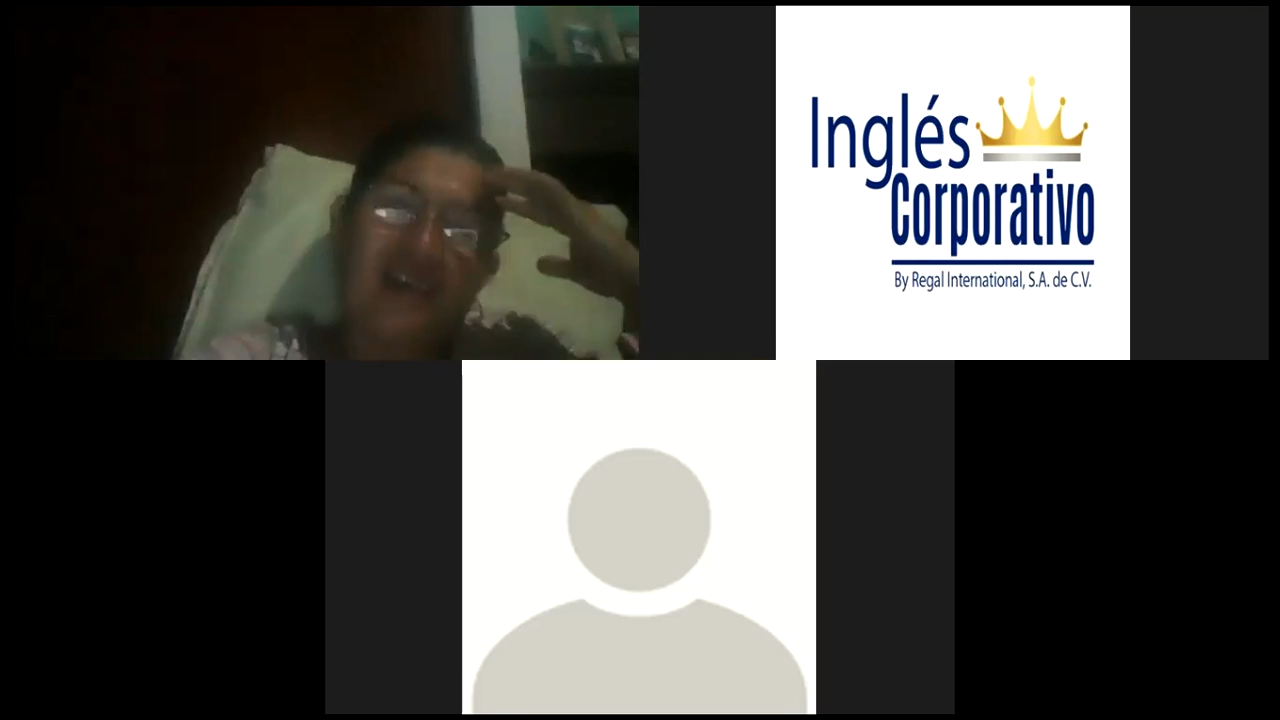 Inglés
Corporativo
By Regal International, S.A. de C.V.